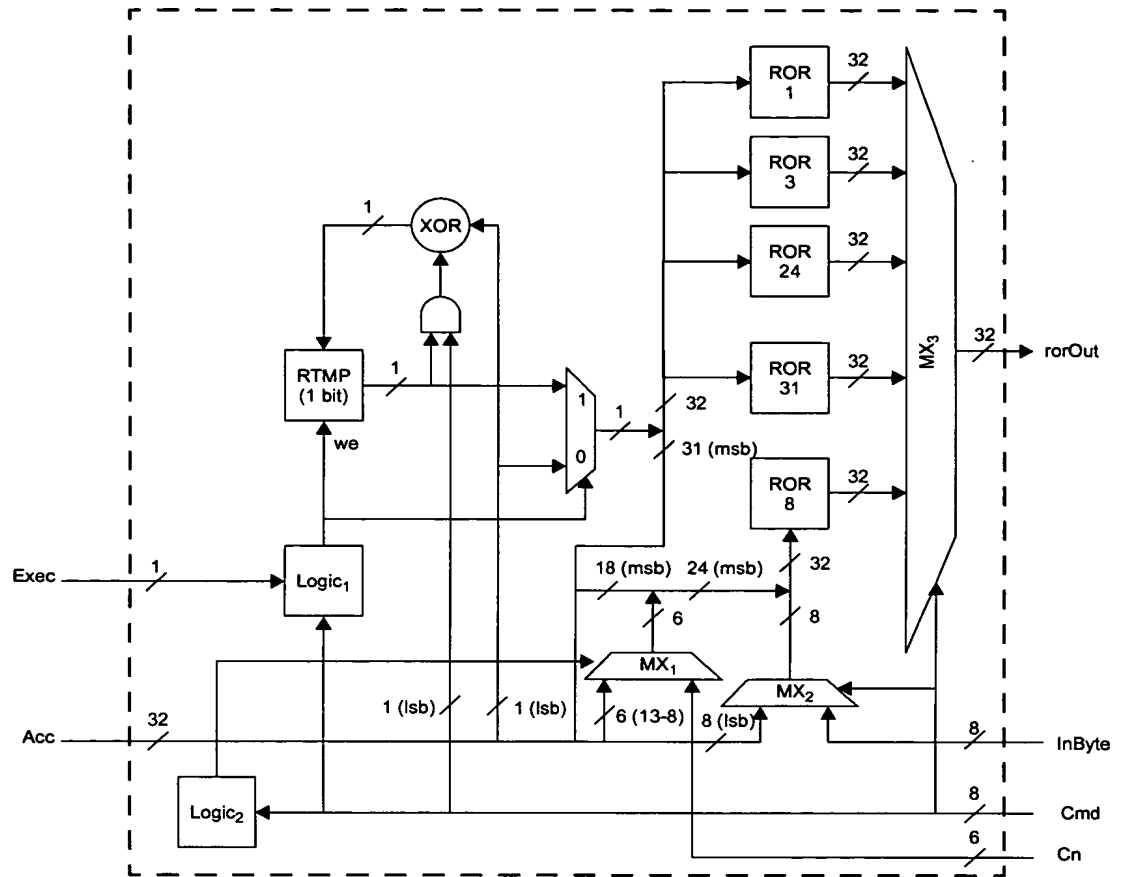 32
ROR
1
32
ROR
3
1
XOR
32
ROR
24
RTMP
(1 bit)
1
1
0
we
1
32
31 (msb)
32
ROR
31
MX3
32
rorOut
32
ROR
8
Exec
1
Logic1
18 (msb)
24 (msb)
32
6
8
MX1
MX2
1 (lsb)
1 (lsb)
6 (13–8)
8 (lsb)
Acc
32
8
InByte
Logic2
8
Cmd
6
Cn